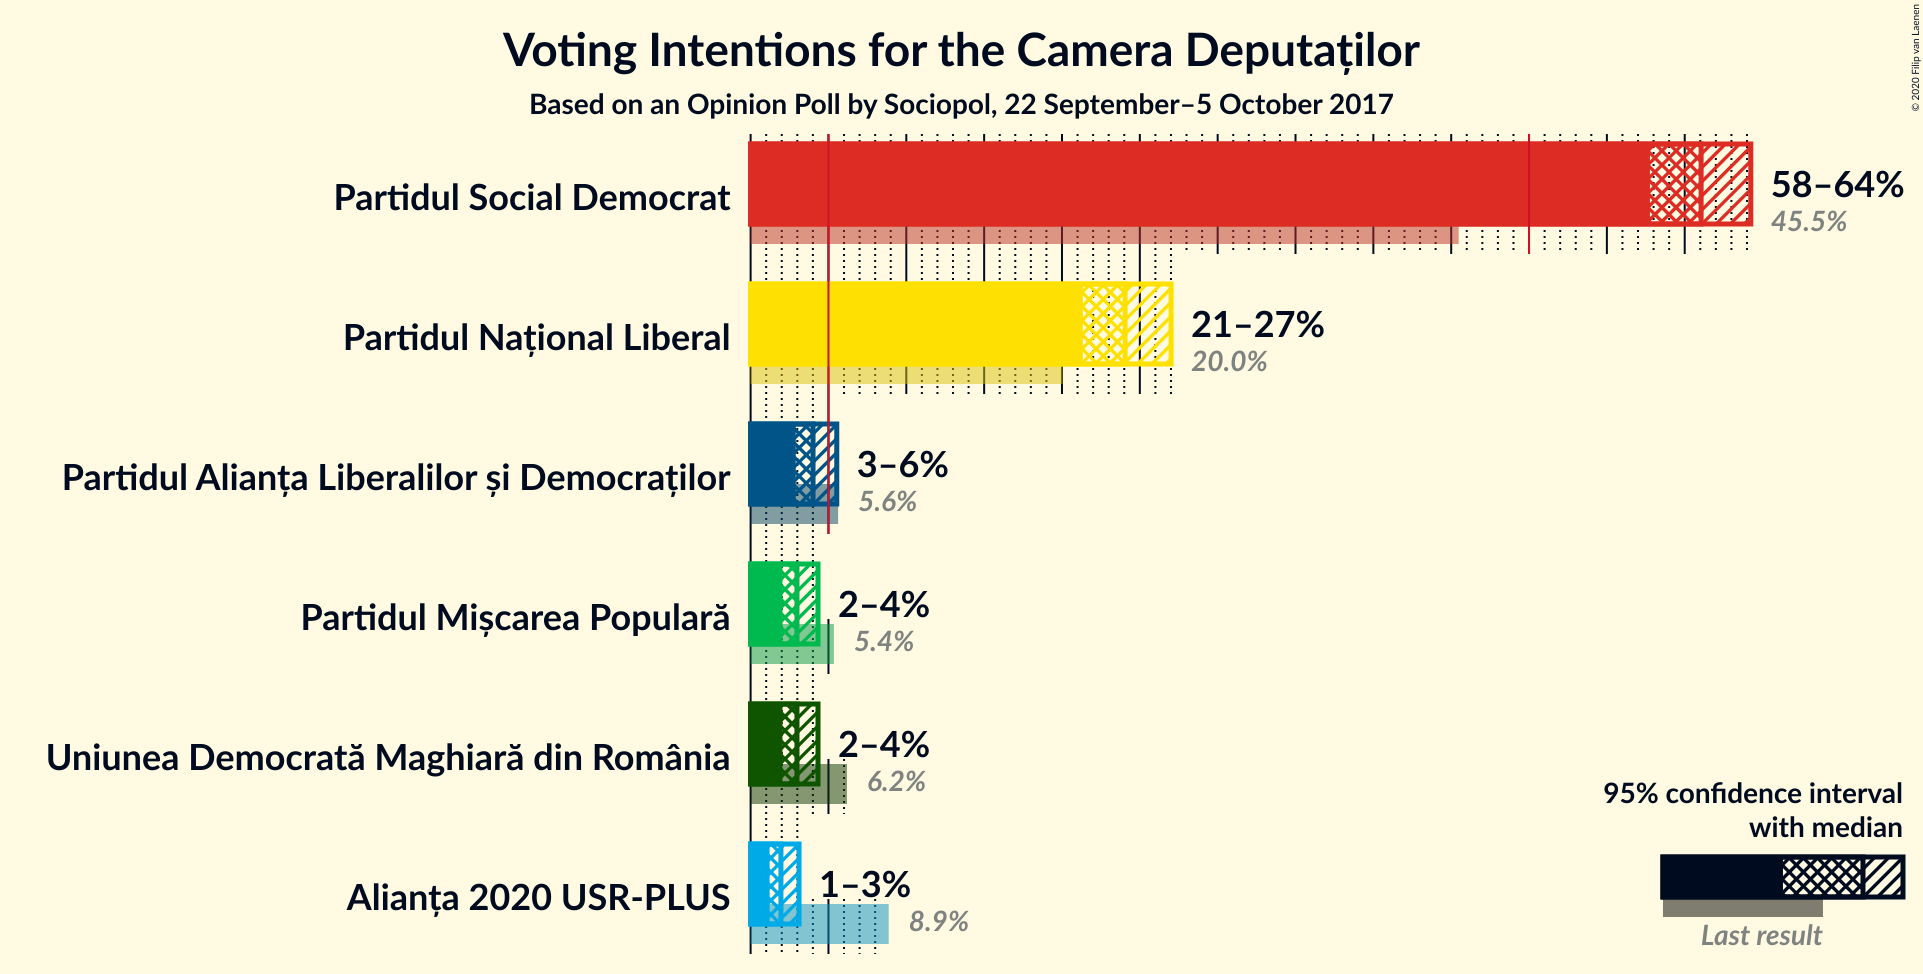 Voting Intentions for the Camera Deputaților
Based on an Opinion Poll by Sociopol, 22 September–5 October 2017
© 2020 Filip van Laenen
Partidul Social Democrat
58–64%
45.5%
Partidul Național Liberal
21–27%
20.0%
Partidul Alianța Liberalilor și Democraților
3–6%
5.6%
Partidul Mișcarea Populară
2–4%
5.4%
Uniunea Democrată Maghiară din România
2–4%
6.2%
Alianța 2020 USR-PLUS
1–3%
8.9%
95% confidence interval
with median
Last result